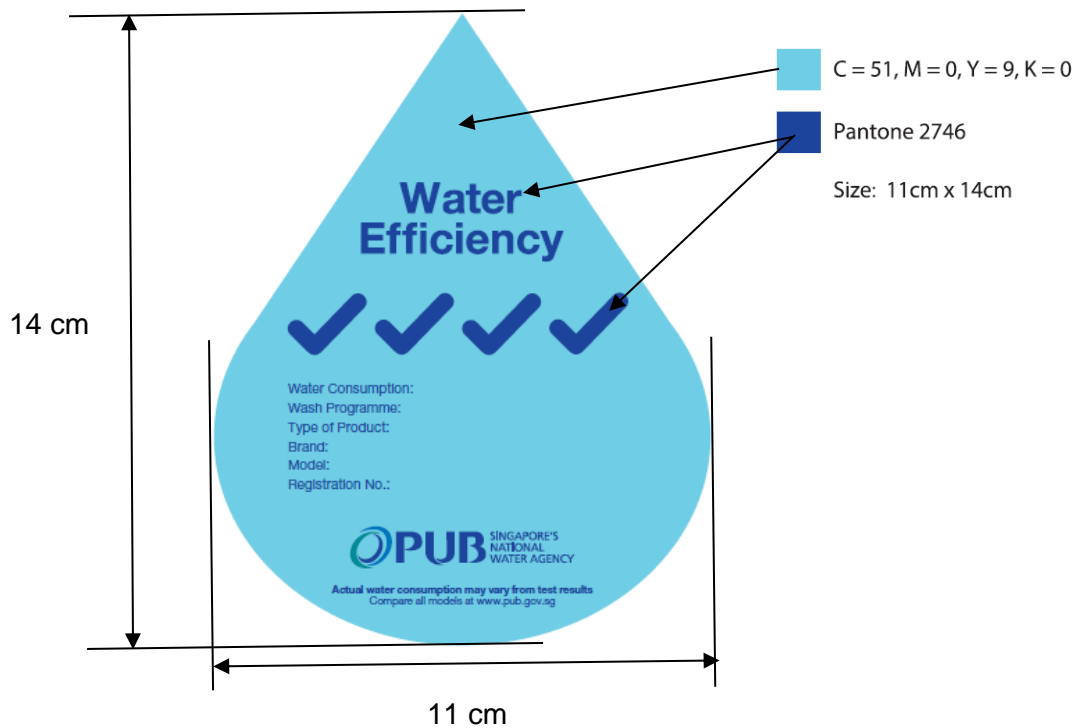 C = 51, M = 0, Y = 9, K = 0
Pantone 2746
Size: 11cm x 14cm
Water
Efficiency
14 cm
Water Consumption:
Wash Programme:
Type of Product:
Brand:
Model:
Registration No.:
PUB SINGAPORE'S
NATIONAL
WATER AGENCY
Actual water consumption may vary from test results
Compare all models at www.pub.gov.sg
11 cm